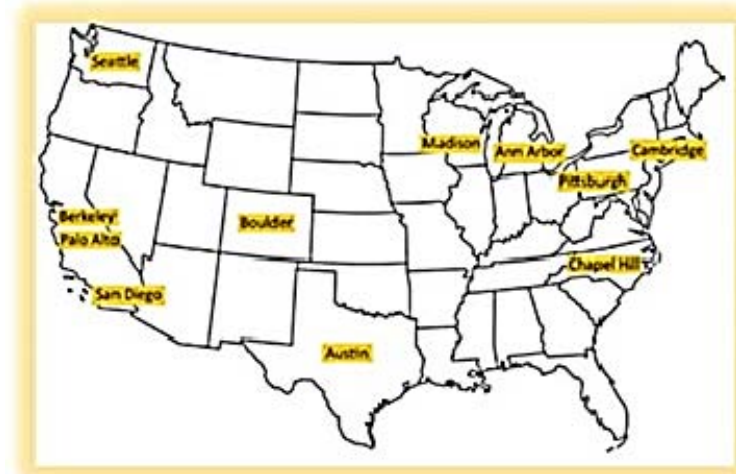 Seattle
Madison
Ann Arbor
Cambridge
Pittsburgh
Berkeley
Boulder
Palo Alto
Chapel Hill
San Diego
Austin